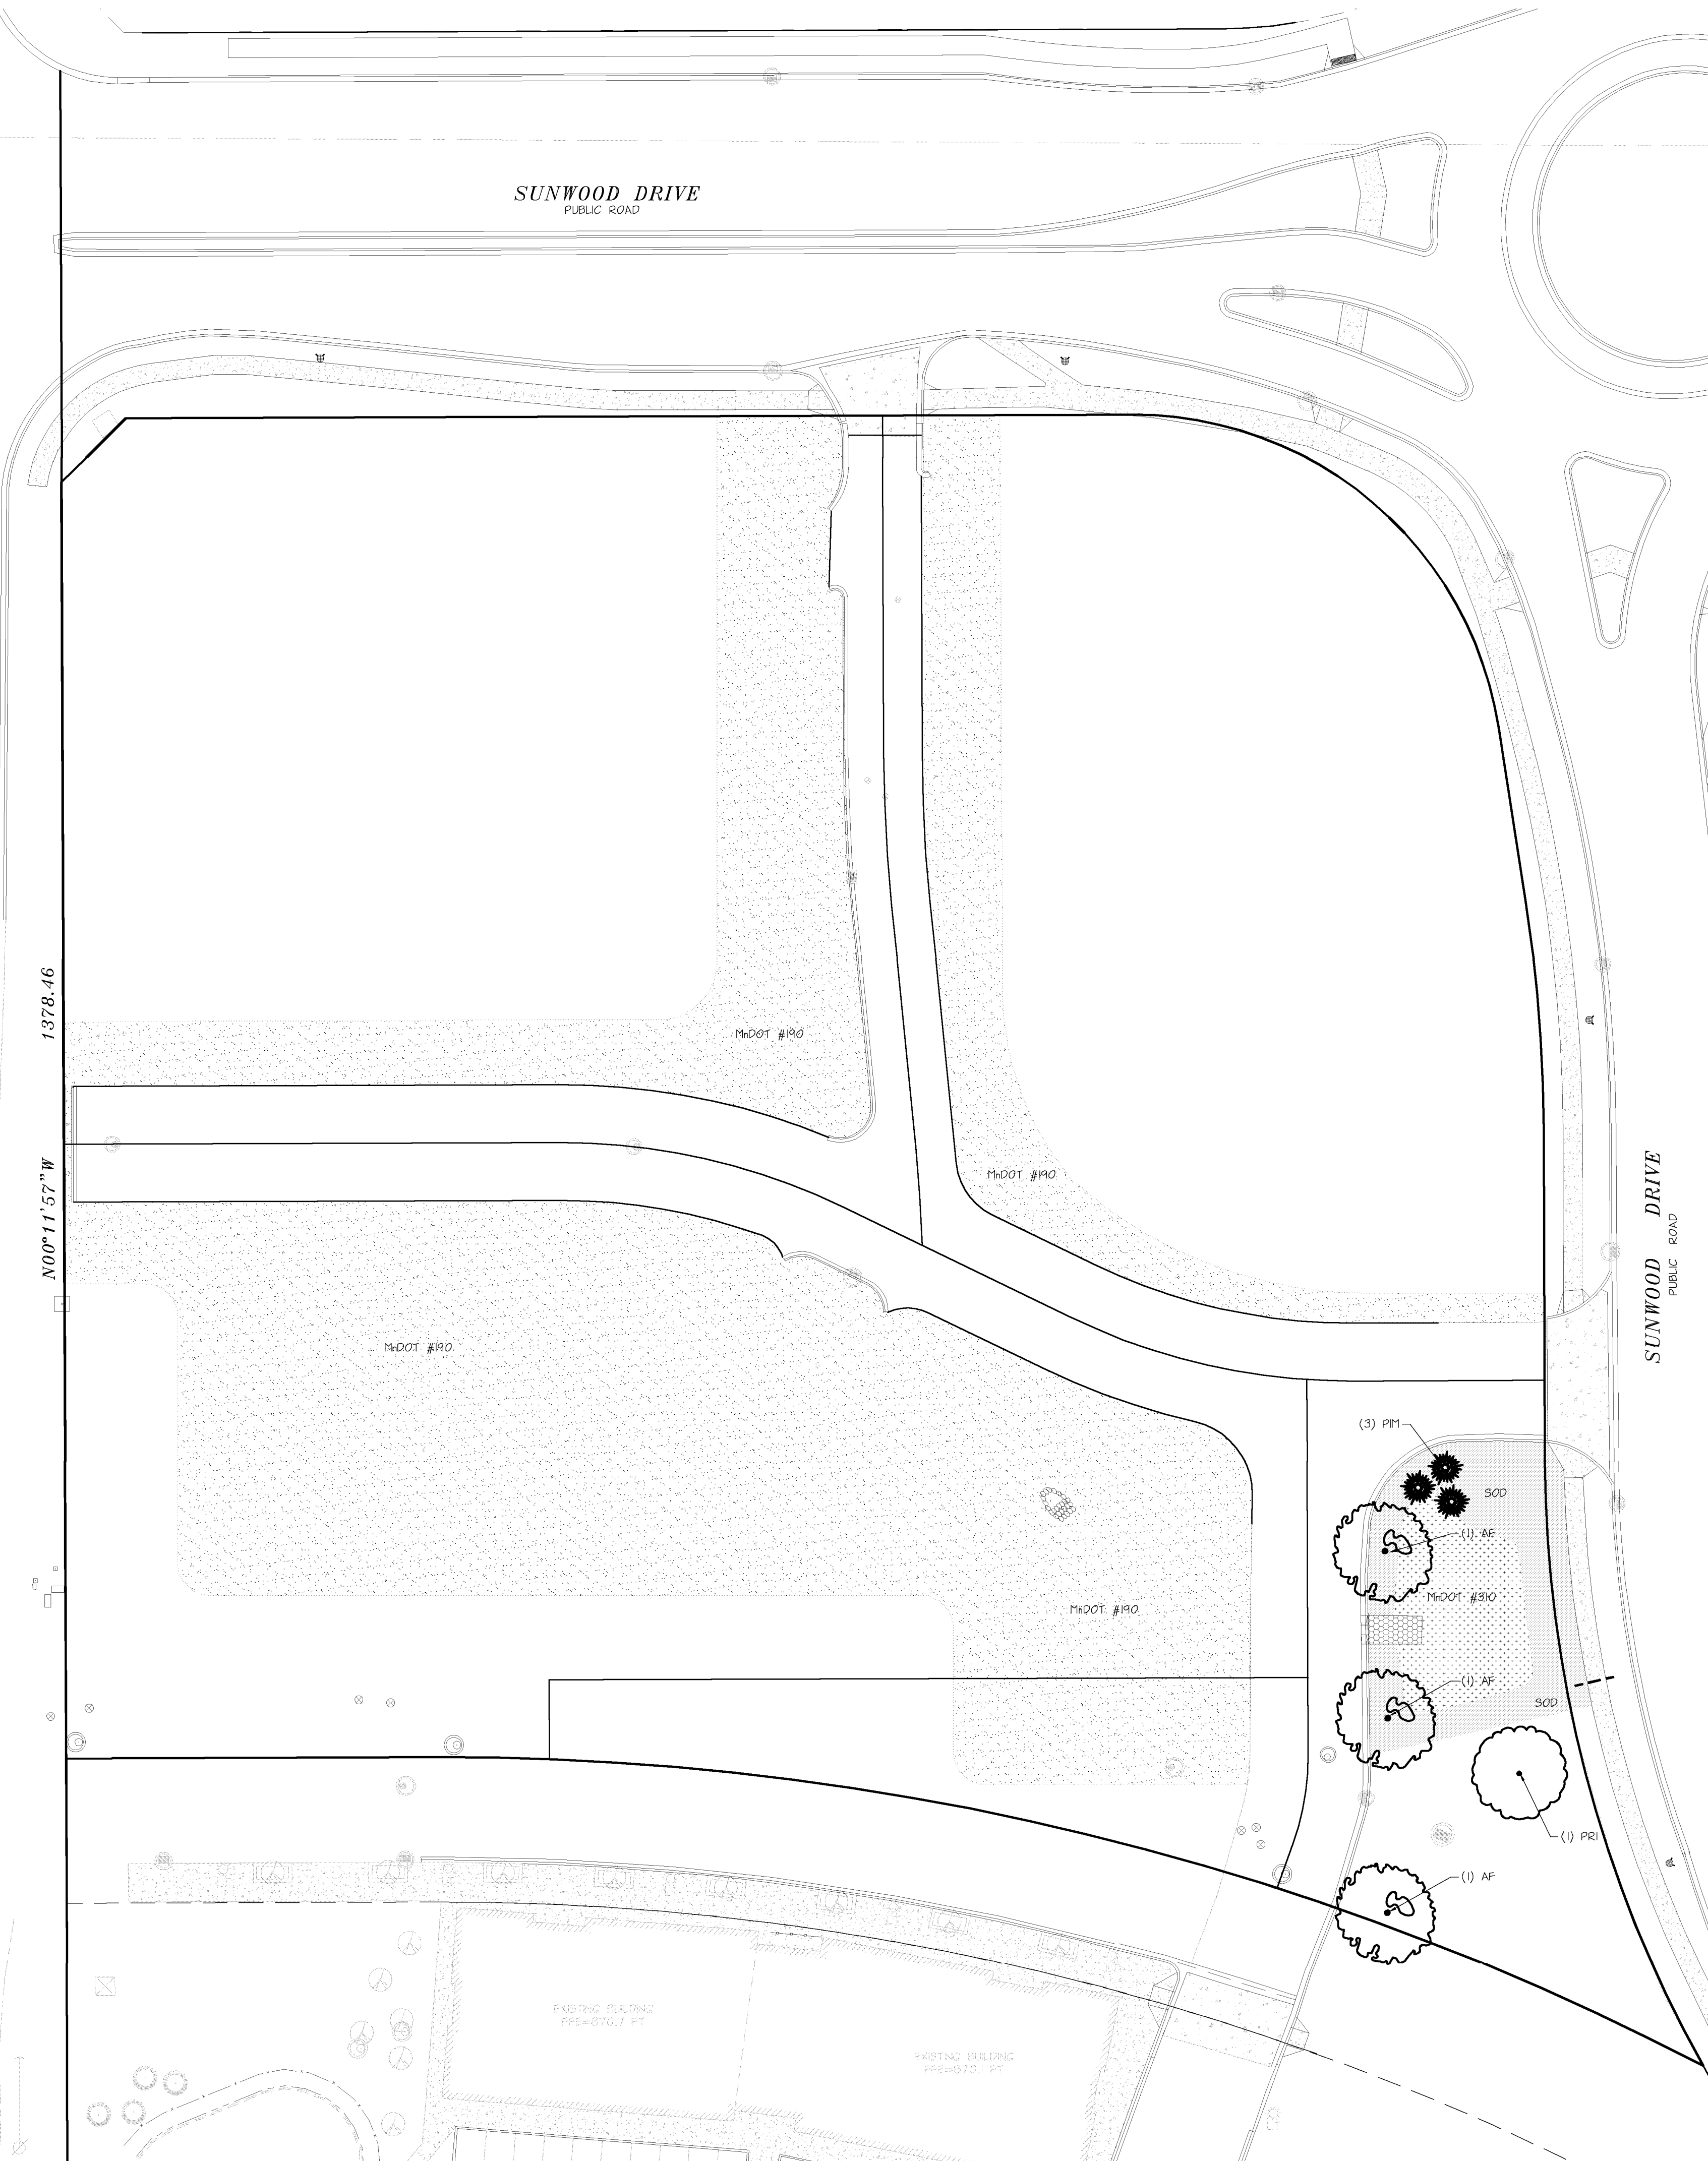 SUNWOOD DRIVE
PUBLIC ROAD
1378.46
N00°11'57"W
MnDOT #190
MnDOT #190
MnDOT #190
MnDOT #190
SUNWOOD DRIVE
PUBLIC ROAD
(3) PIM
SOD
(1) AF
MnDOT #310
(1) AF
SOD
(1) PRI
(1) AF
EXISTING BUILDING
FFE=870.7 FT
EXISTING BUILDING
FFE=870.1 FT